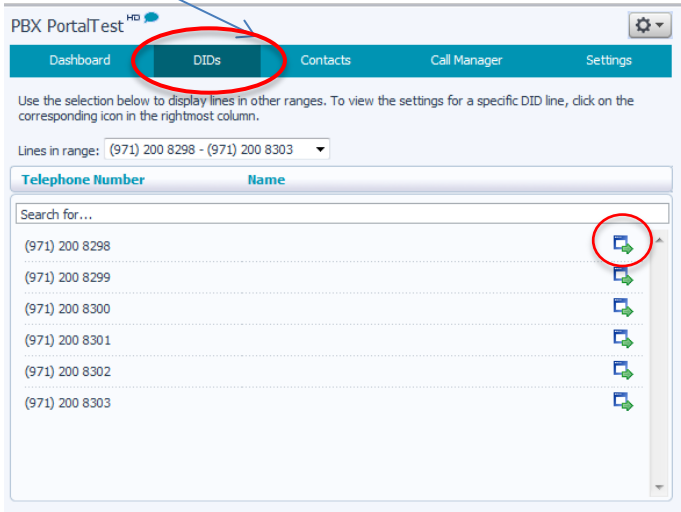 PBX PortalTest HD
Dashboard DIDs Contacts Call Manager Settings
Use the selection below to display lines in other ranges. To view the settings for a specific DID line, click on the
corresponding icon in the rightmost column.
Lines in range: (971) 200 8298 - (971) 200 8303
Telephone Number Name
Search for...
(971) 200 8298
(971) 200 8299
(971) 200 8300
(971) 200 8301
(971) 200 8302
(971) 200 8303